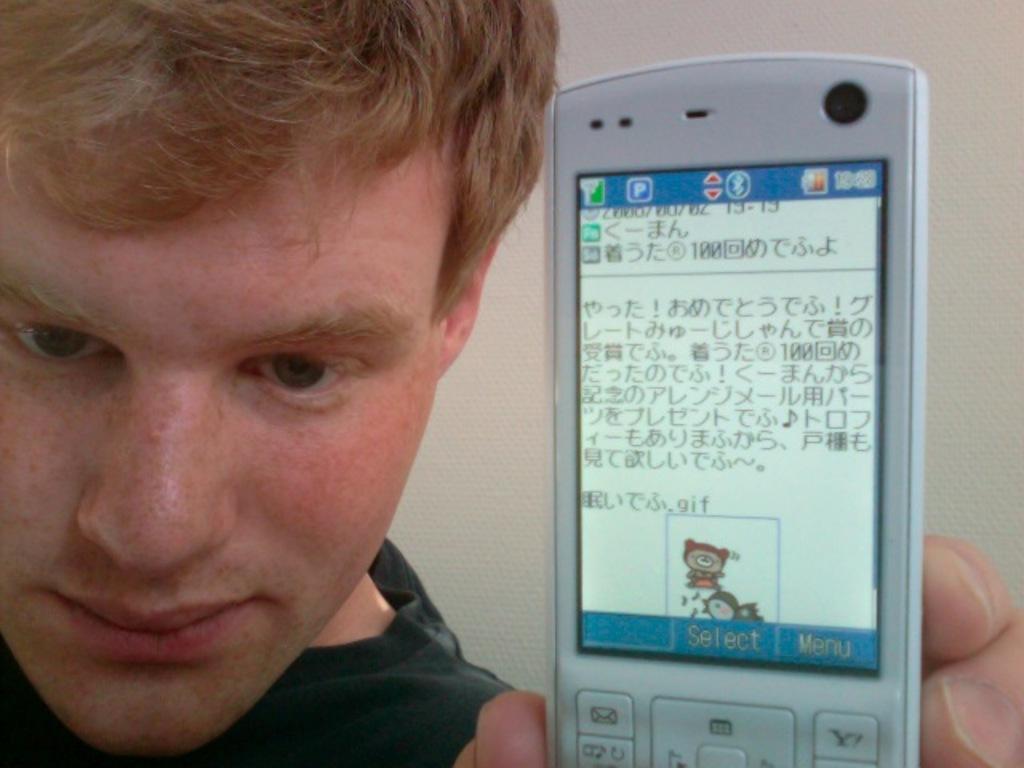 19:20
2008/08/02 19:19
くーまん
着うた®100回めでふよ
やった！おめでとうでふ！グ
レートみゅーじしゃんで賞の
受賞でふ。着うた®100回め
だったのでふ！くーまんから
記念のアレンジメール用パー
ツをプレゼントでふ♪トロフ
ィーもありまふから、戸棚も
見て欲しいでふ～。
眠いでふ.gif
Select Menu
Y!